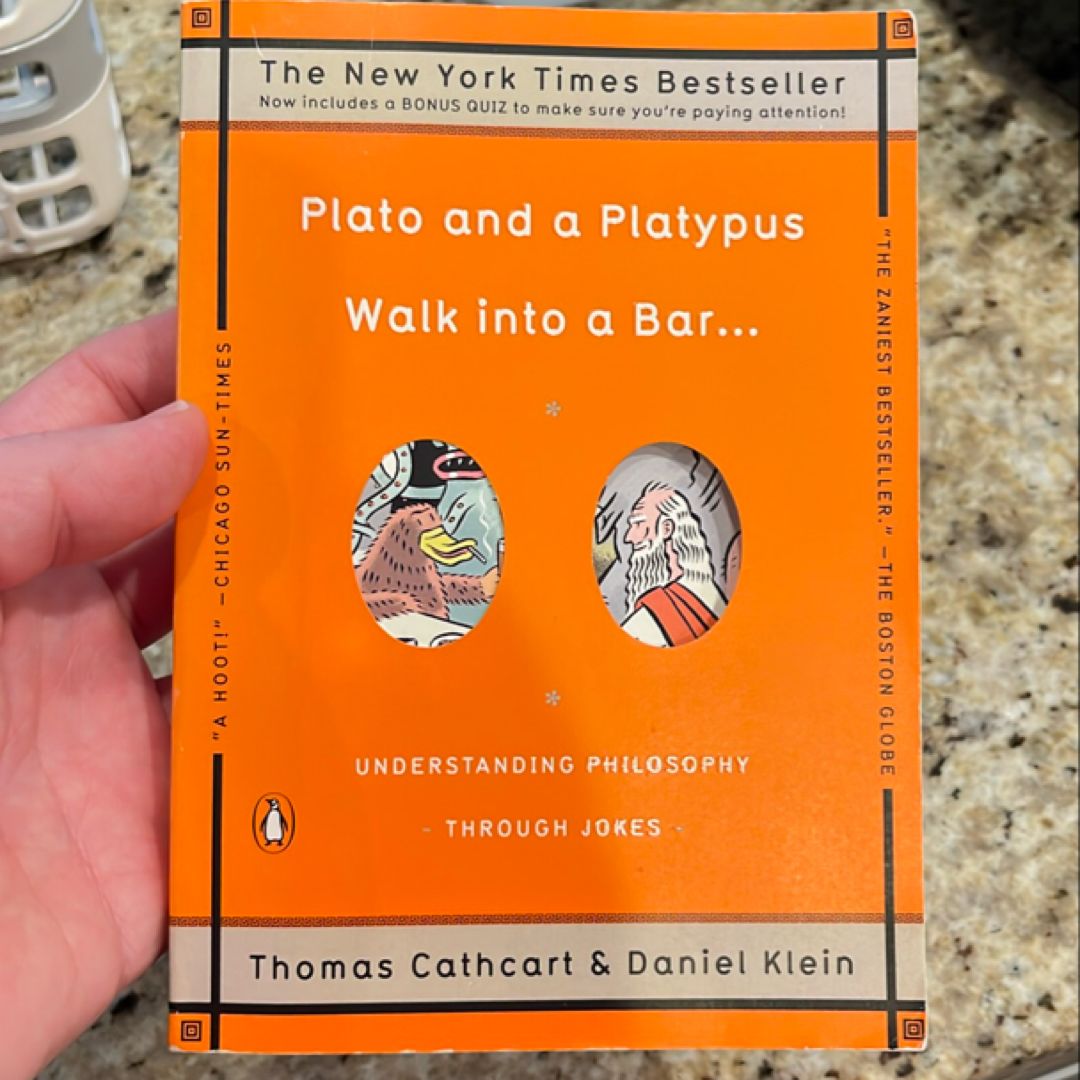 The New York Times Bestseller
Now includes a BONUS QUIZ to make sure you're paying attention!
Plato and a Platypus
Walk into a Bar...
*
*
UNDERSTANDING PHILOSOPHY
- THROUGH JOKES -
Thomas Cathcart & Daniel Klein
"A HOOT!" —CHICAGO SUN-TIMES
"THE ZANIEST BESTSELLER." —THE BOSTON GLOBE